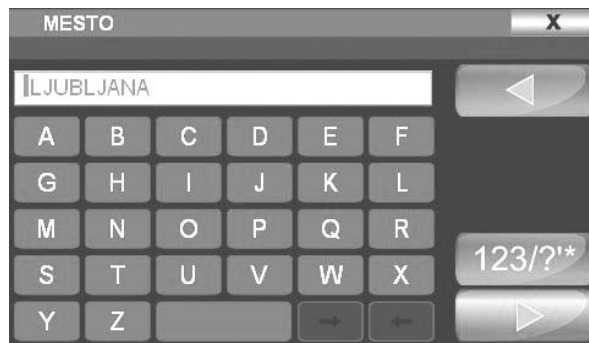 MESTO X
LJUBLJANA
A B C D E F
G H I J K L
M N O P Q R
S T U V W X
123/?'*
Y Z